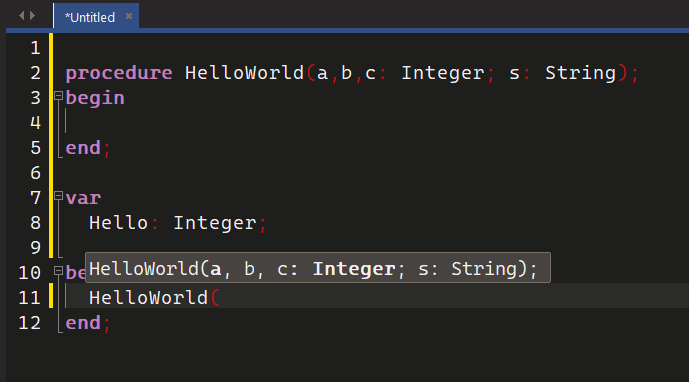 *Untitled ×
1
2 procedure HelloWorld(a,b,c: Integer; s: String);
3 begin
4
5 end;
6
7 var
8 Hello: Integer;
9
HelloWorld(a, b, c: Integer; s: String);
10 be
11 HelloWorld(
12 end;